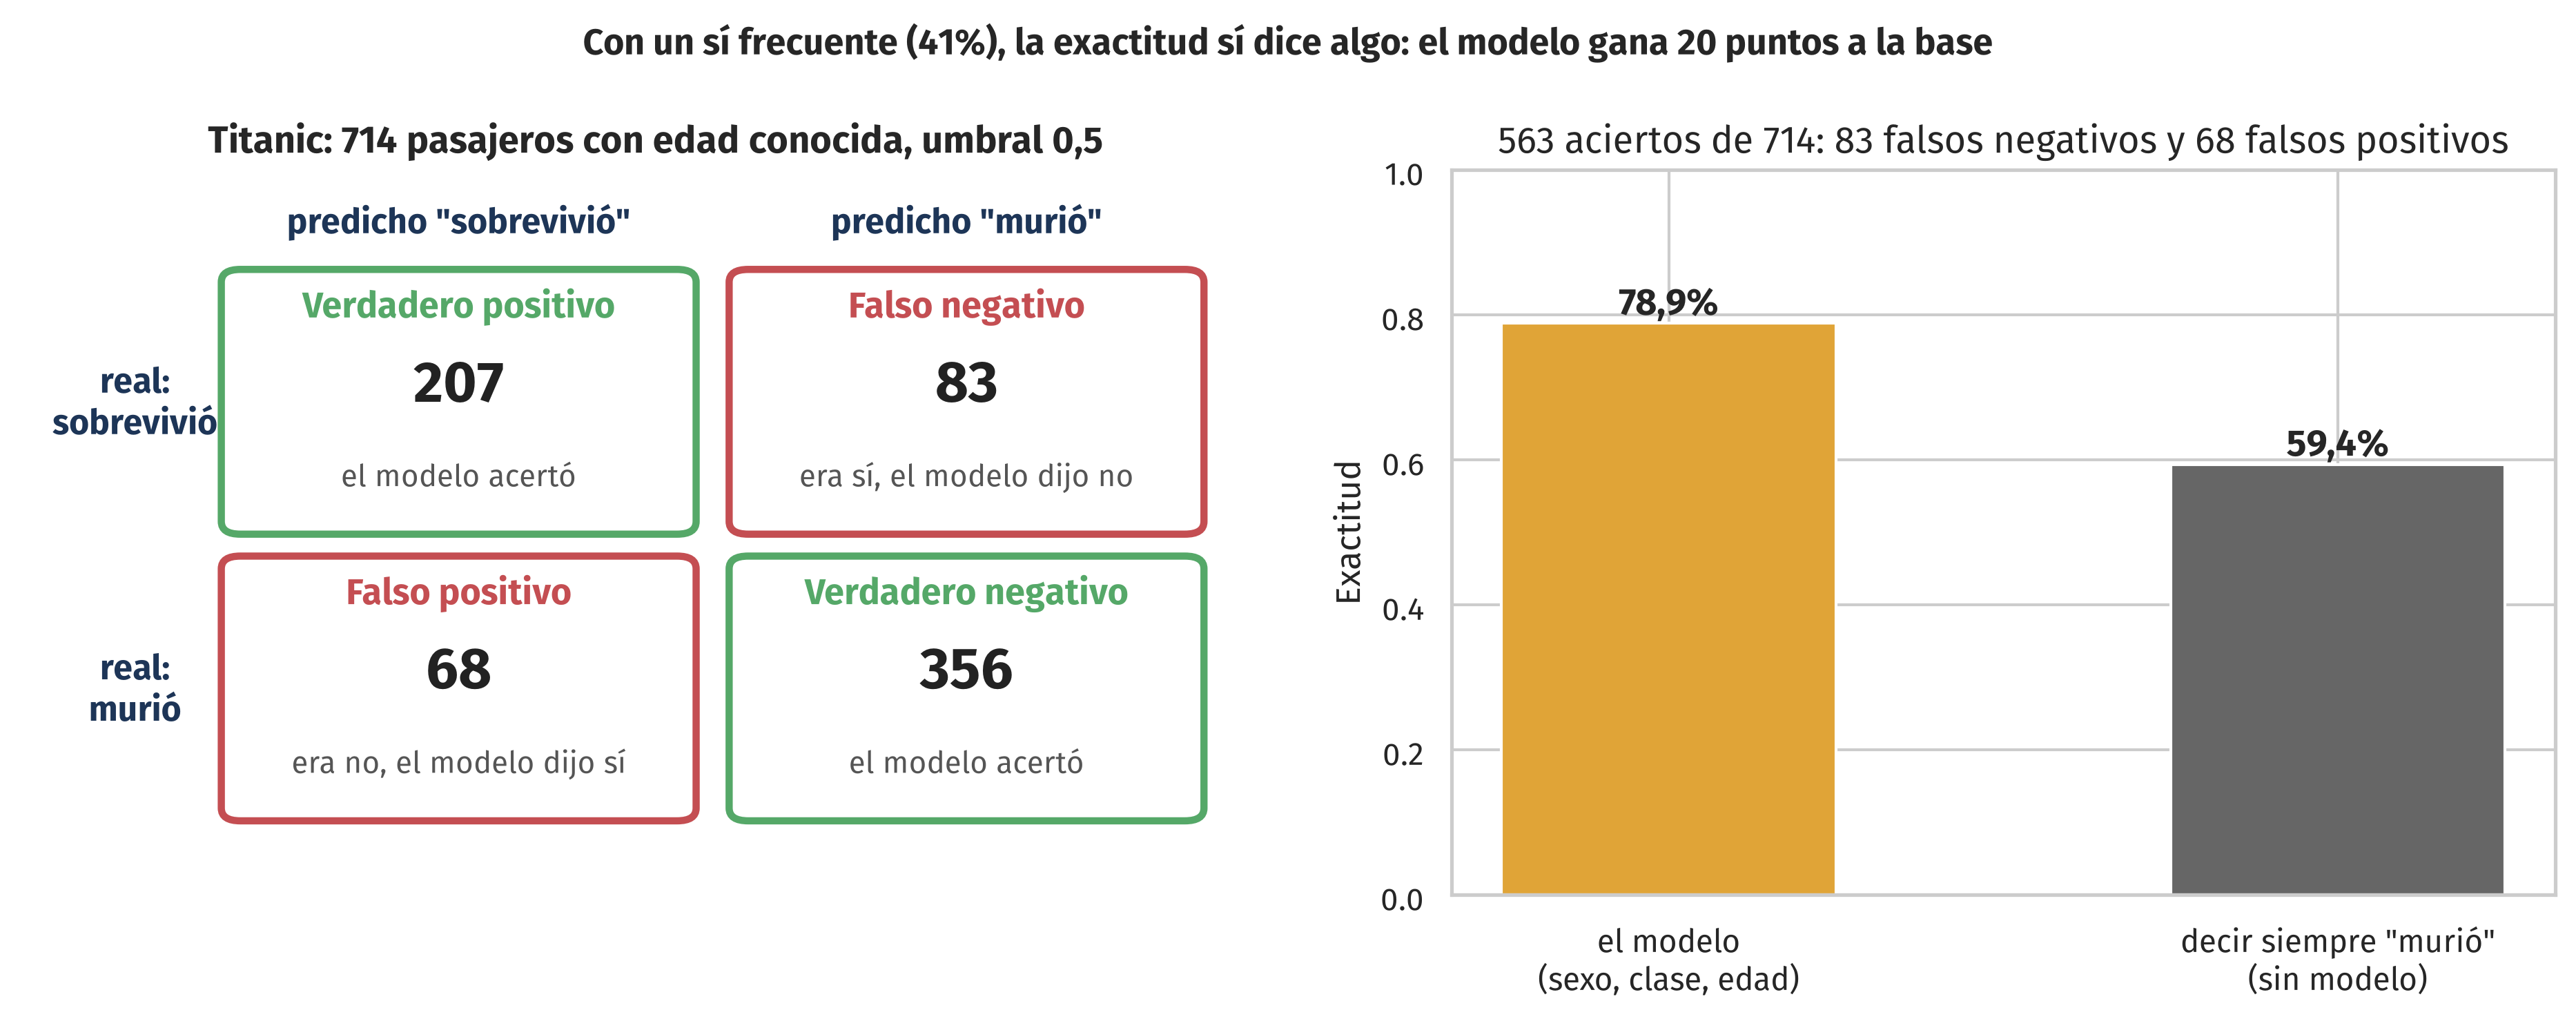 Con un sí frecuente (41%), la exactitud sí dice algo: el modelo gana 20 puntos a la base
Titanic: 714 pasajeros con edad conocida, umbral 0,5
predicho "sobrevivió"
predicho "murió"
real:
sobrevivió
Verdadero positivo
207
el modelo acertó
Falso negativo
83
era sí, el modelo dijo no
real:
murió
Falso positivo
68
era no, el modelo dijo sí
Verdadero negativo
356
el modelo acertó
563 aciertos de 714: 83 falsos negativos y 68 falsos positivos
Exactitud
1.0
0.8
0.6
0.4
0.2
0.0
78,9%
59,4%
el modelo
(sexo, clase, edad)
decir siempre "murió"
(sin modelo)